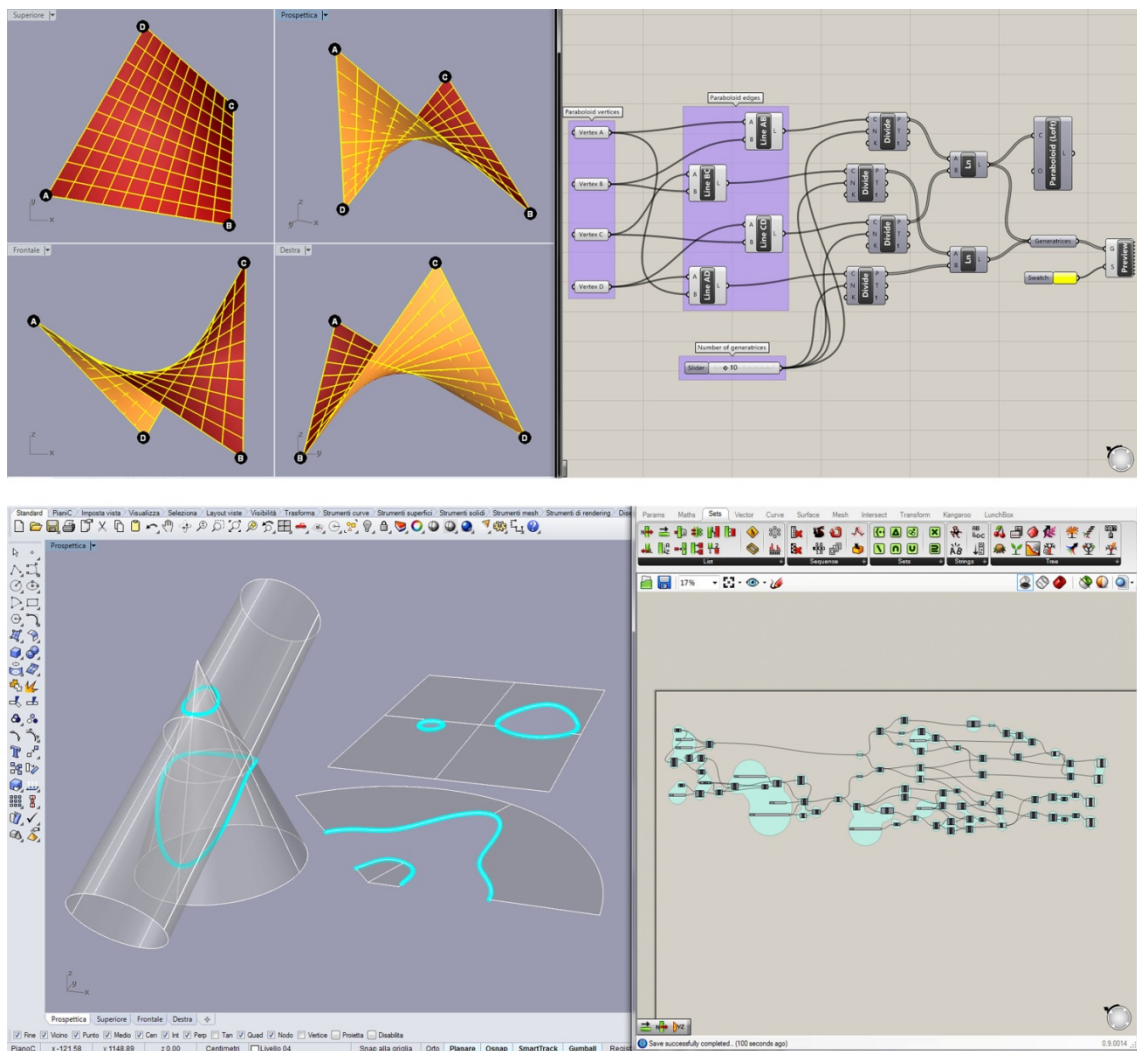 Superiore
Prospettica
D
A
B
C
y
x
A
C
D
B
z
y
x
Frontale
Destra
A
C
D
B
z
x
C
A
B
D
z
y
Paraboloid vertices
Paraboloid edges
Vertex A
Vertex B
Vertex C
Vertex D
A
B
Line AB
L
A
B
Line BC
L
A
B
Line CD
L
A
B
Line AD
L
C
N
K
Divide
P
T
t
C
N
K
Divide
P
T
t
C
N
K
Divide
P
T
t
C
N
K
Divide
P
T
t
A
B
Ln
L
A
B
Ln
L
C
O
Paraboloid (Loft)
L
Generatrices
Swatch
G
S
Preview
Number of generatrices
Slider
10
Standard PianiC Imposta vista Visualizza Seleziona Layout viste Visibilità Trasforma Strumenti curve Strumenti superfici Strumenti solidi Strumenti mesh Strumenti di rendering
Prospettica
z
y
x
Prospettica Superiore Frontale Destra
Fine Vicino Punto Medio Cen Int Perp Tan Quad Nodo Vertice Proietta Disabilita
PianoC x -121.58 y 1148.89 z 0.00 Centimetri Livello 04 Snap alla griglia Orto Planare Osnap SmartTrack Gumball
Params Maths Sets Vector Curve Surface Mesh Intersect Transform Display Kangaroo LunchBox
List Sequence Sets Strings Tree
17%
Save successfully completed.. (100 seconds ago)
0.9.0014